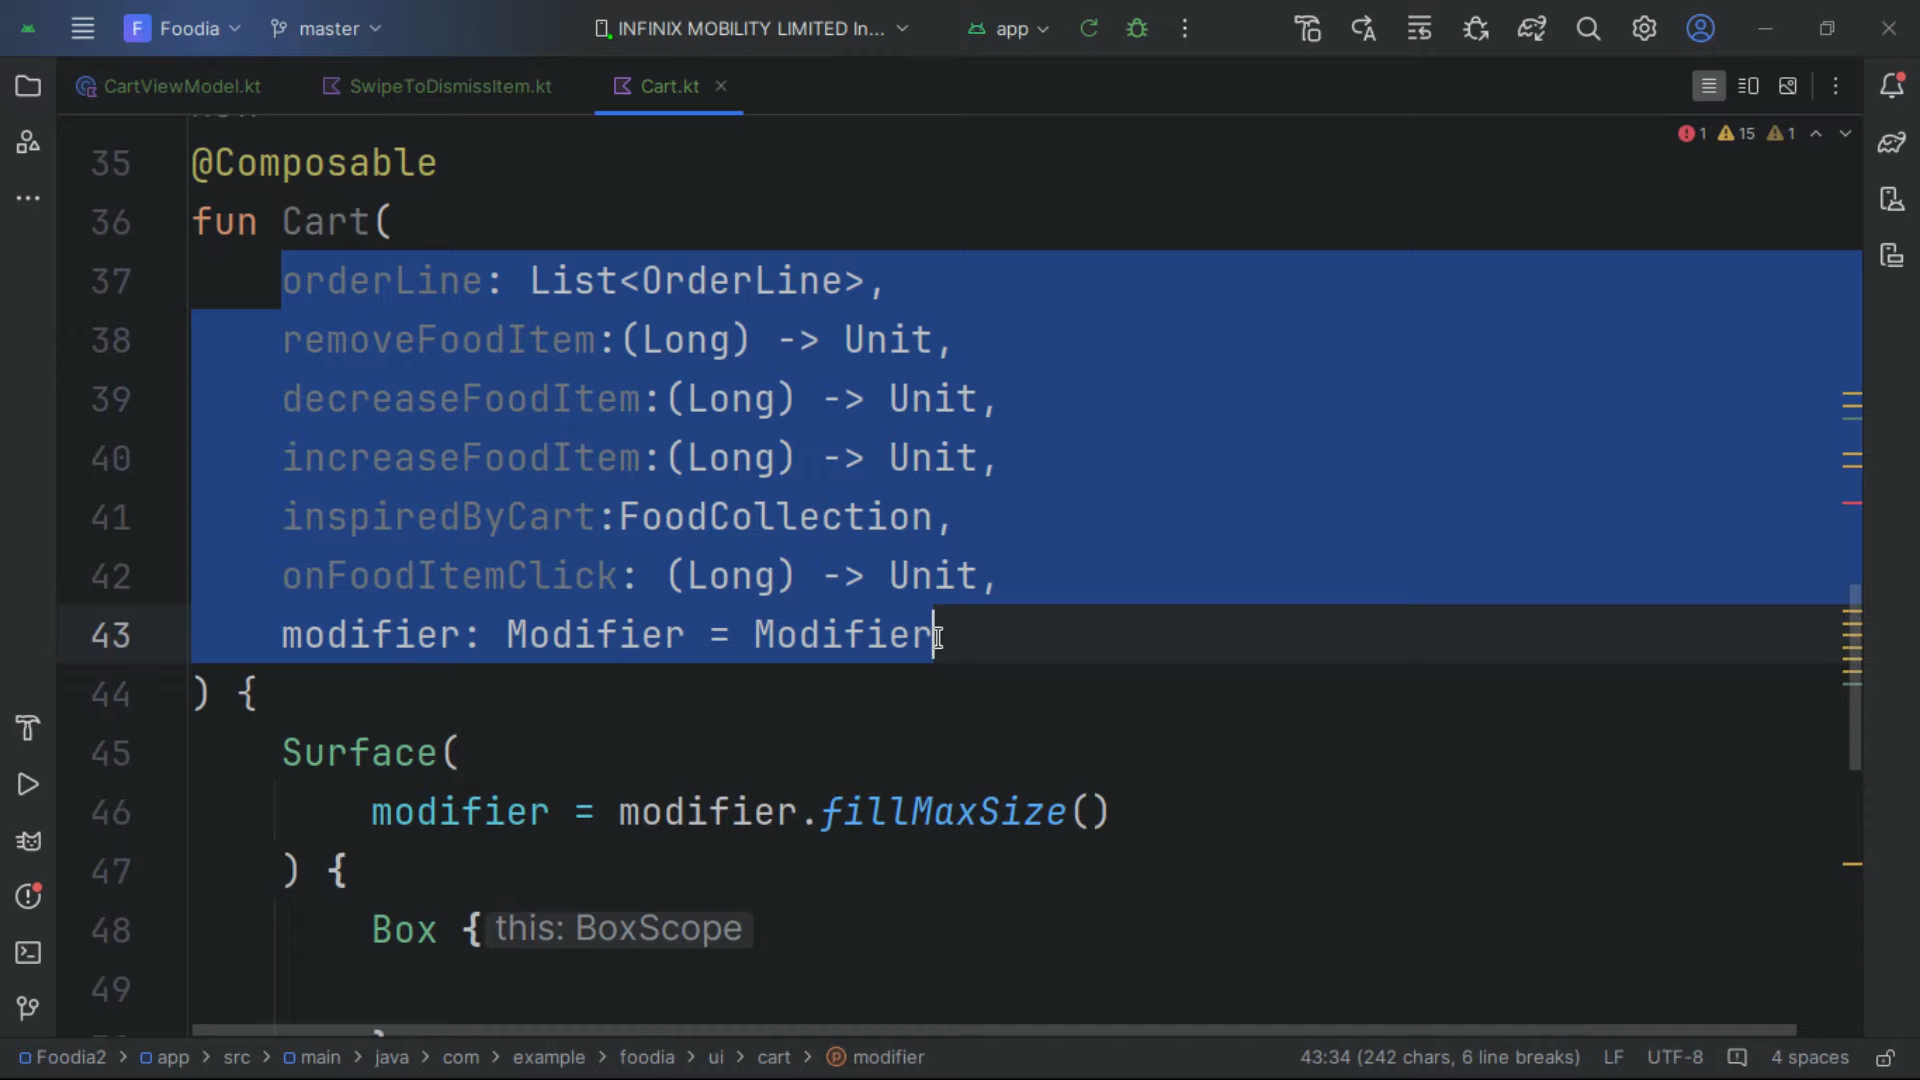 F Foodia master INFINIX MOBILITY LIMITED In... app
CartViewModel.kt SwipeToDismissItem.kt Cart.kt
1 15 1
35 @Composable
36 fun Cart(
37 orderLine: List<OrderLine>,
38 removeFoodItem:(Long) -> Unit,
39 decreaseFoodItem:(Long) -> Unit,
40 increaseFoodItem:(Long) -> Unit,
41 inspiredByCart:FoodCollection,
42 onFoodItemClick: (Long) -> Unit,
43 modifier: Modifier = Modifier
44 ) {
45 Surface(
46 modifier = modifier.fillMaxSize()
47 ) {
48 Box { this: BoxScope
49
Foodia2 > app > src > main > java > com > example > foodia > ui > cart > modifier 43:34 (242 chars, 6 line breaks) LF UTF-8 4 spaces